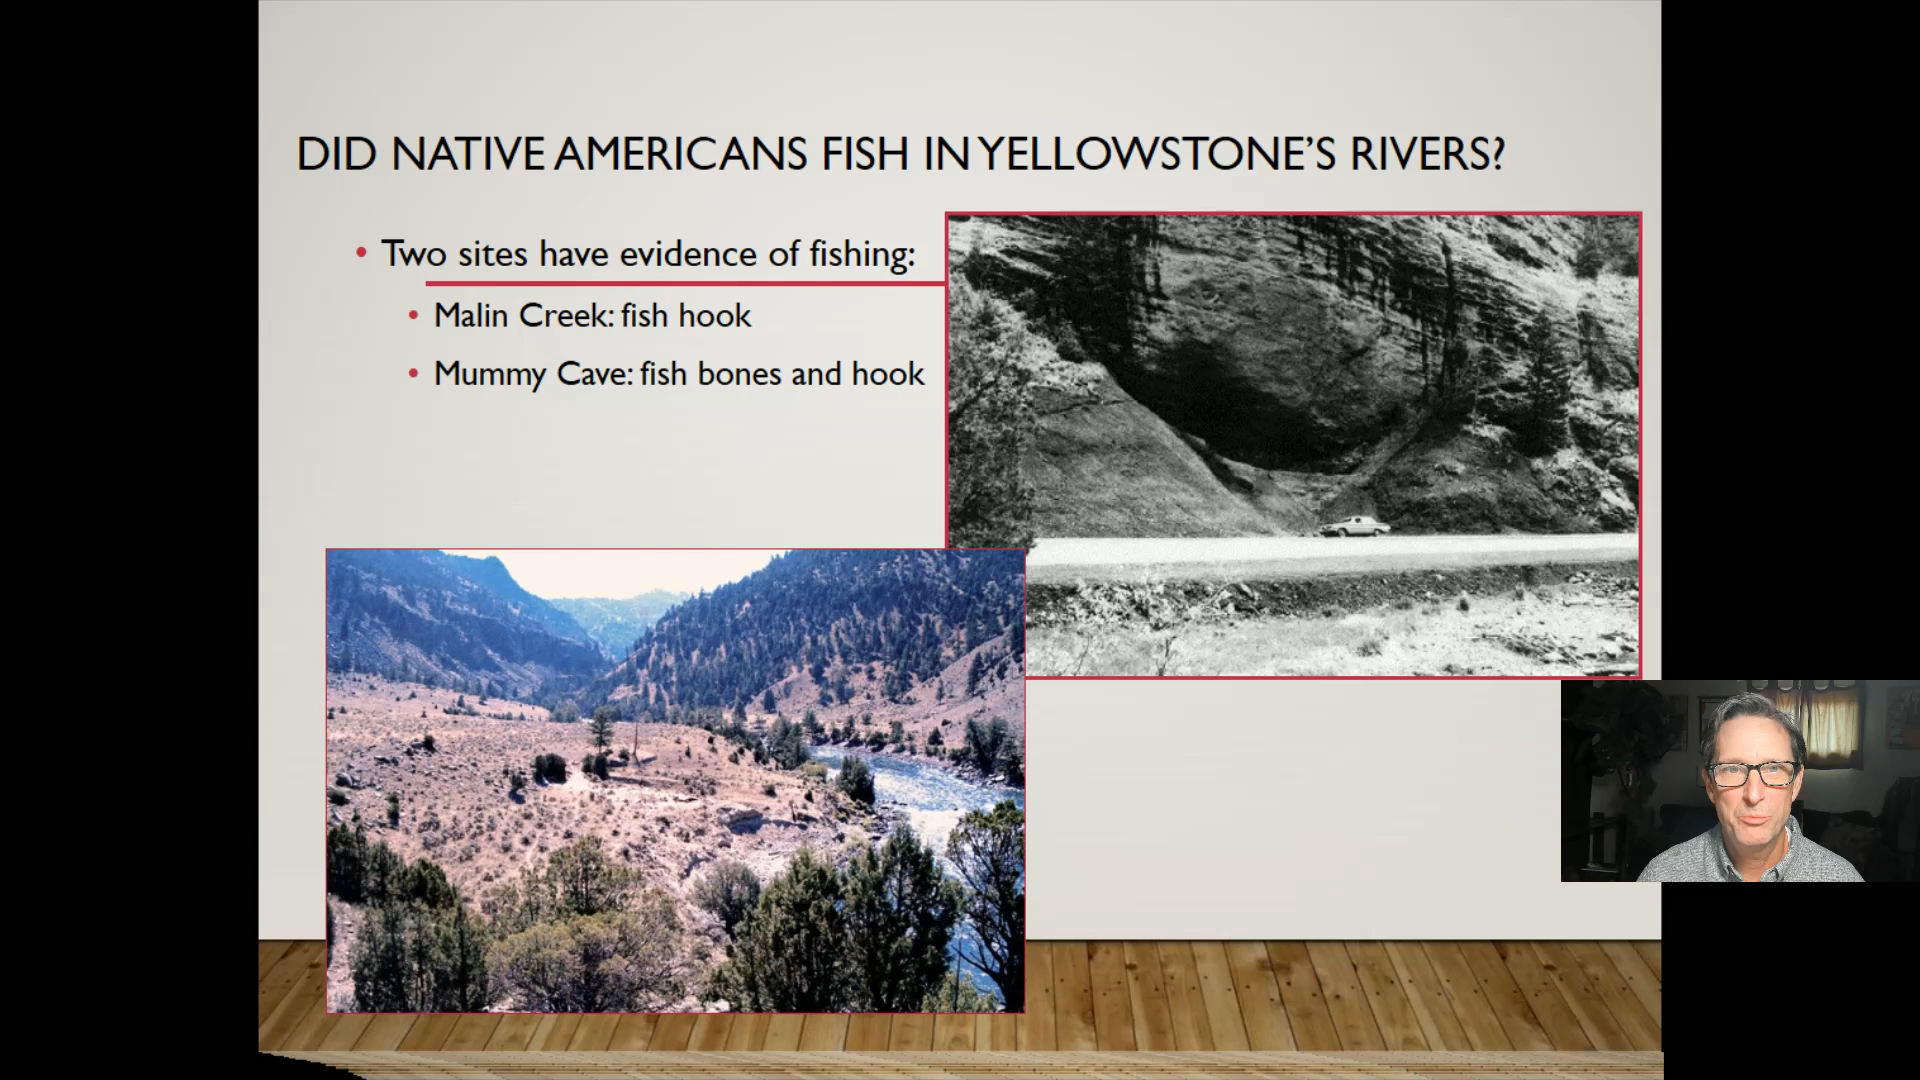 DID NATIVE AMERICANS FISH IN YELLOWSTONE’S RIVERS?
• Two sites have evidence of fishing:
• Malin Creek: fish hook
• Mummy Cave: fish bones and hook